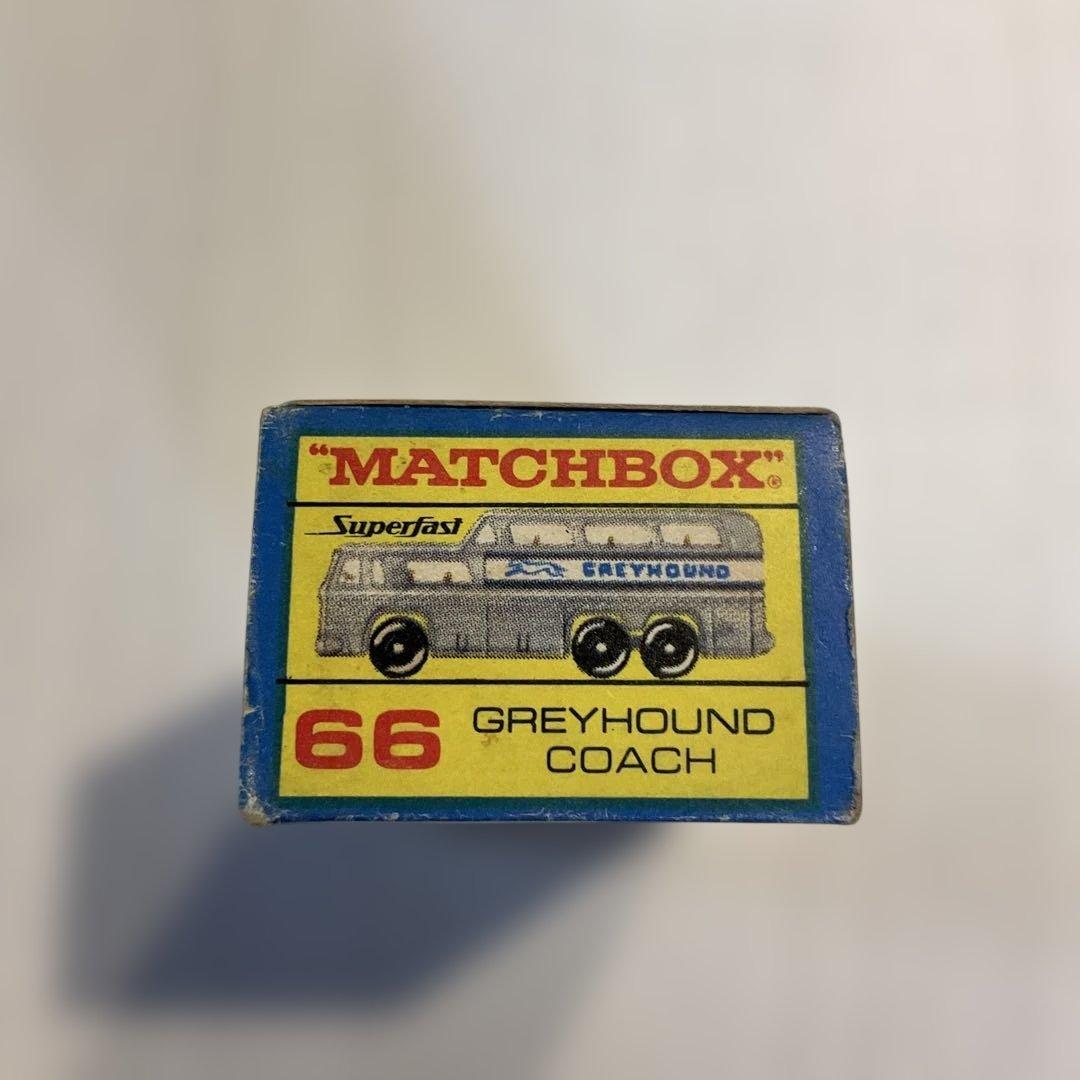 "MATCHBOX"®
Superfast
GREYHOUND
66
GREYHOUND
COACH